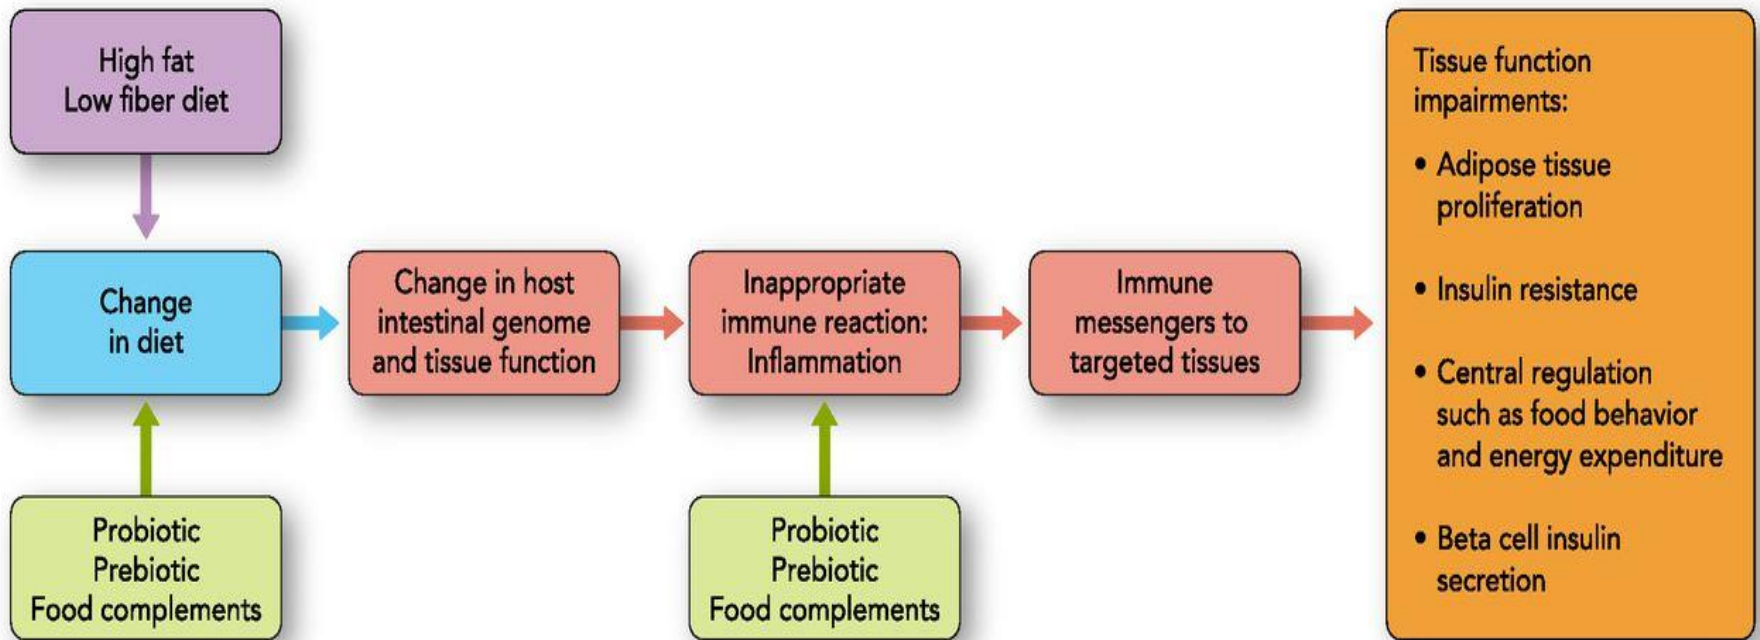 High fat
Low fiber diet
Change
in diet
Probiotic
Prebiotic
Food complements
Change in host
intestinal genome
and tissue function
Inappropriate
immune reaction:
Inflammation
Probiotic
Prebiotic
Food complements
Immune
messengers to
targeted tissues
Tissue function
impairments:
• Adipose tissue
proliferation
• Insulin resistance
• Central regulation
such as food behavior
and energy expenditure
• Beta cell insulin
secretion